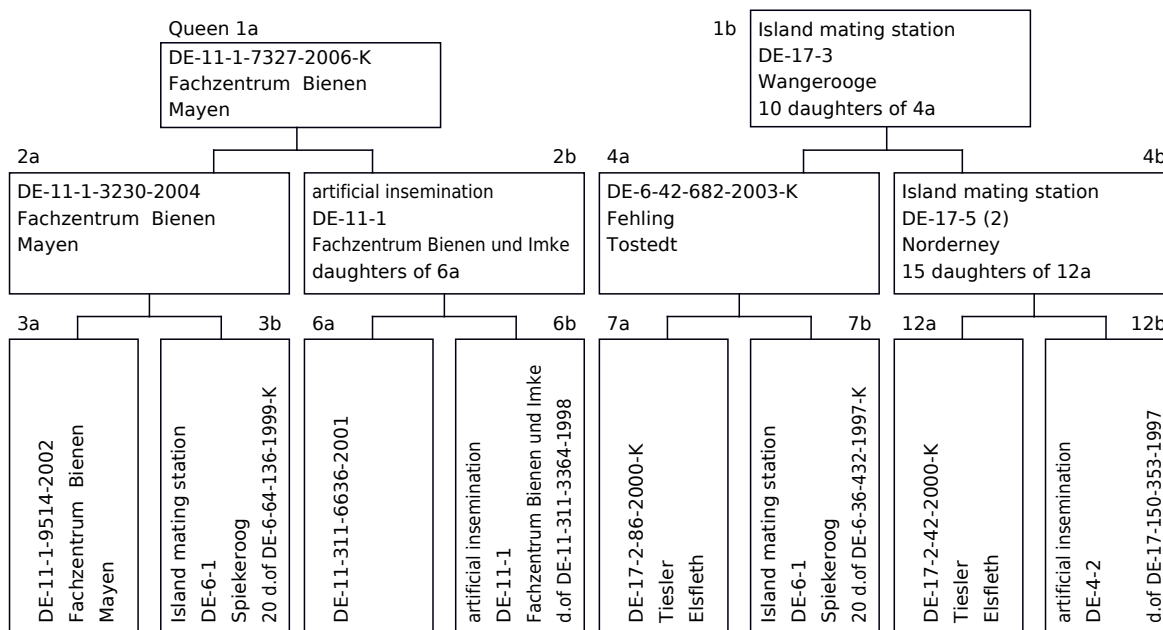 Queen 1a
DE-11-1-7327-2006-K
Fachzentrum Bienen
Mayen
1b
Island mating station
DE-17-3
Wangerooge
10 daughters of 4a
2a
DE-11-1-3230-2004
Fachzentrum Bienen
Mayen
2b
artificial insemination
DE-11-1
Fachzentrum Bienen und Imke
daughters of 6a
4a
DE-6-42-682-2003-K
Fehling
Tostedt
4b
Island mating station
DE-17-5 (2)
Norderney
15 daughters of 12a
3a
DE-11-1-9514-2002
Fachzentrum Bienen
Mayen
3b
Island mating station
DE-6-1
Spiekeroog
20 d.of DE-6-64-136-1999-K
6a
DE-11-311-6636-2001
6b
artificial insemination
DE-11-1
Fachzentrum Bienen und Imke
d.of DE-11-311-3364-1998
7a
DE-17-2-86-2000-K
Tiesler
Elsfleth
7b
Island mating station
DE-6-1
Spiekeroog
20 d.of DE-6-36-432-1997-K
12a
DE-17-2-42-2000-K
Tiesler
Elsfleth
12b
artificial insemination
DE-4-2
d.of DE-17-150-353-1997